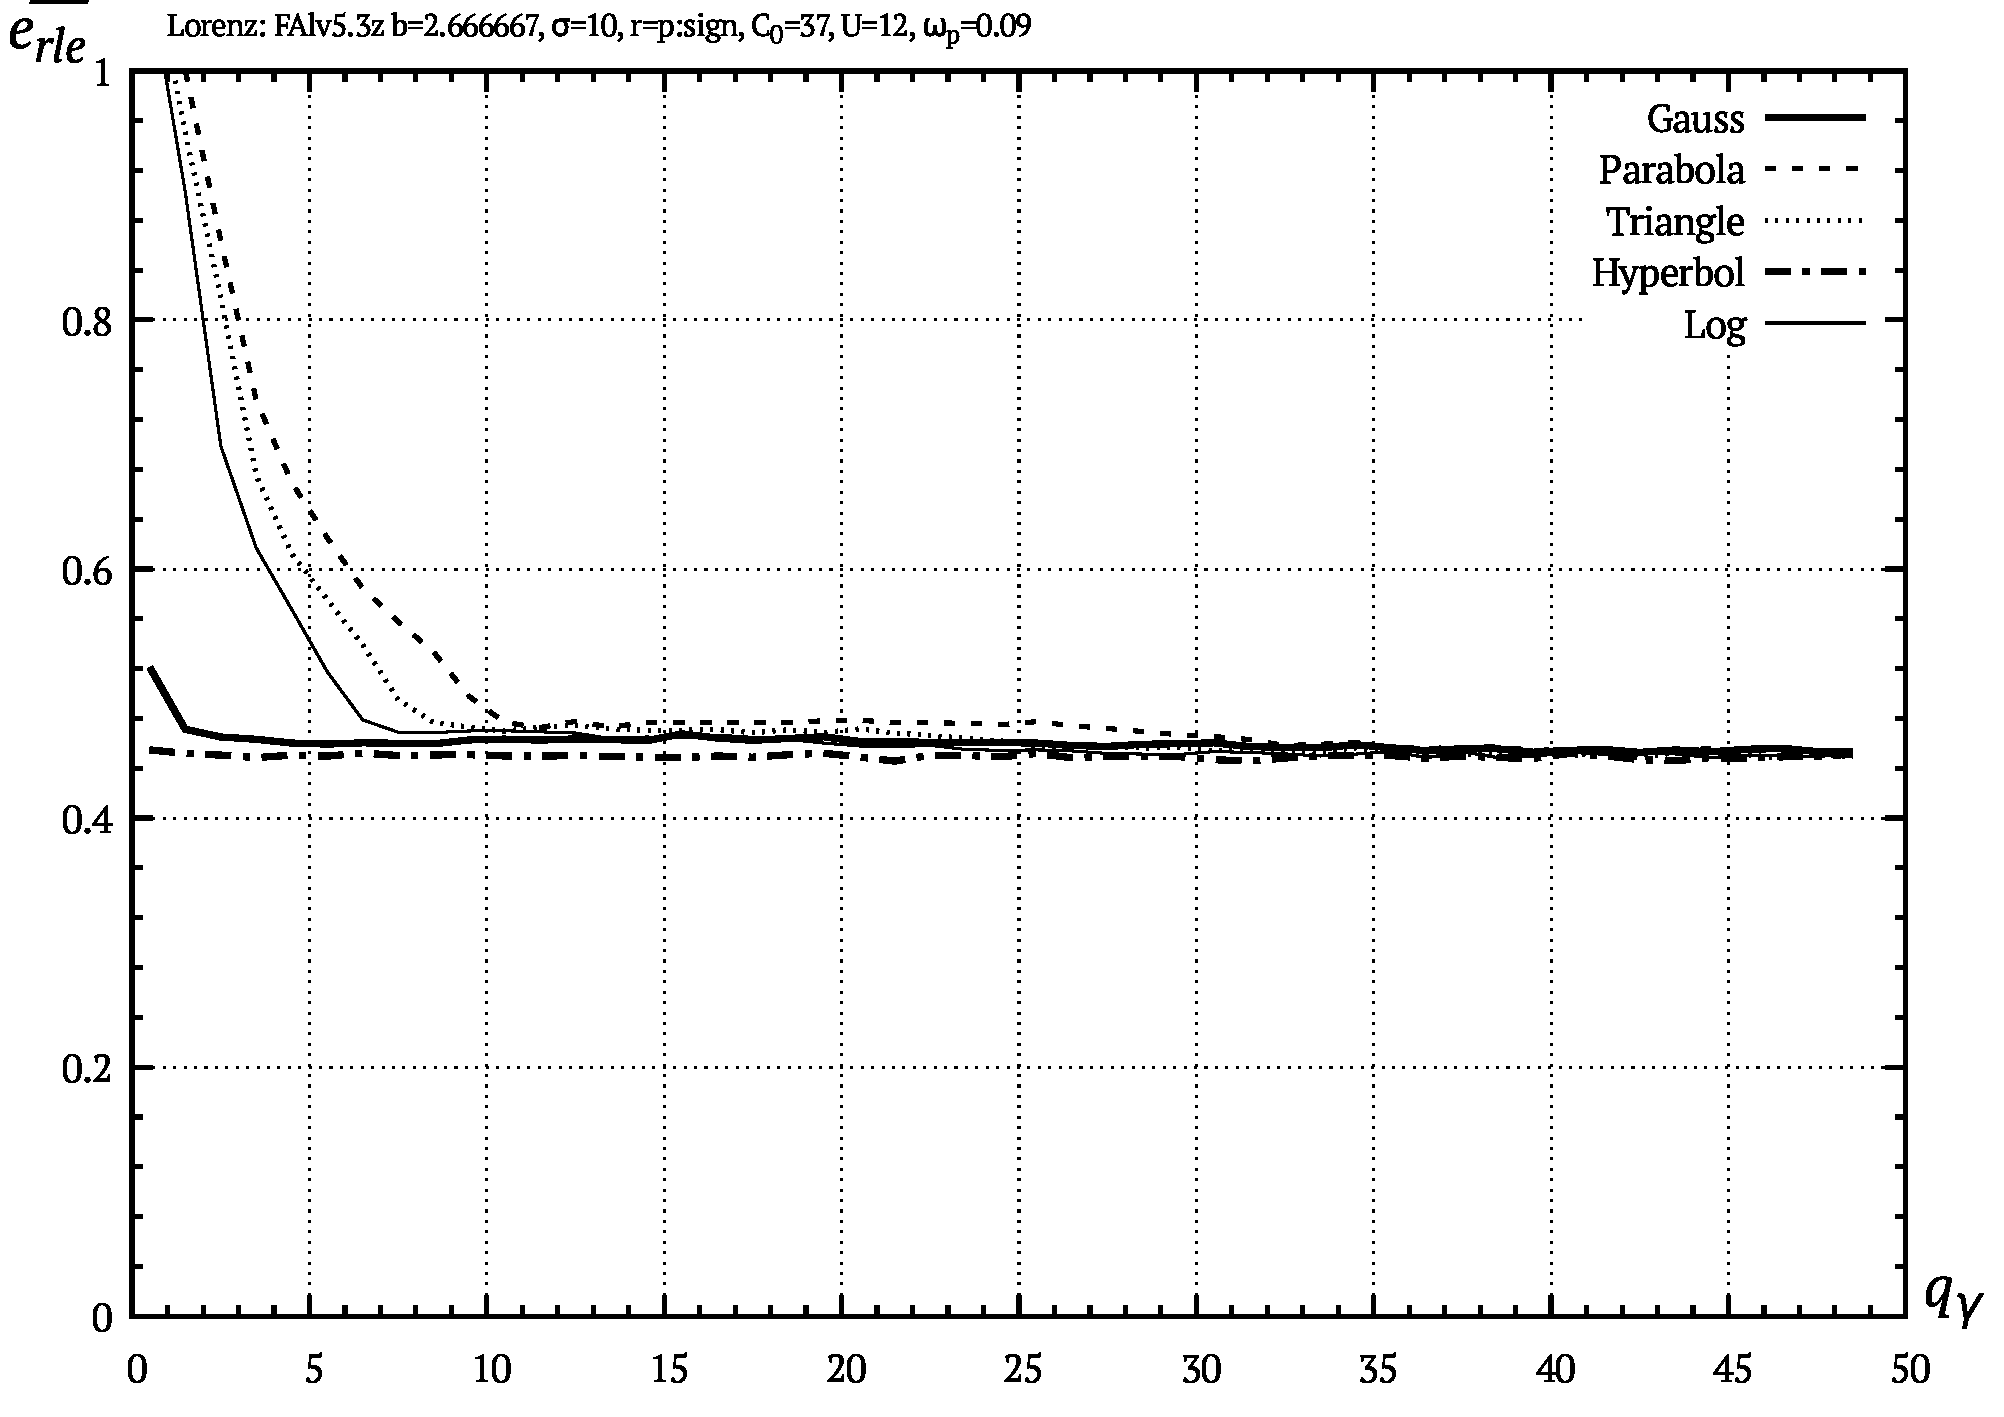 e̅rle
Lorenz: FAlv5.3z b=2.666667, σ=10, r=p:sign, C0=37, U=12, ωp=0.09
1
Gauss
Parabola
Triangle
Hyperbol
Log
0.8
0.6
0.4
0.2
0
qγ
0 5 10 15 20 25 30 35 40 45 50